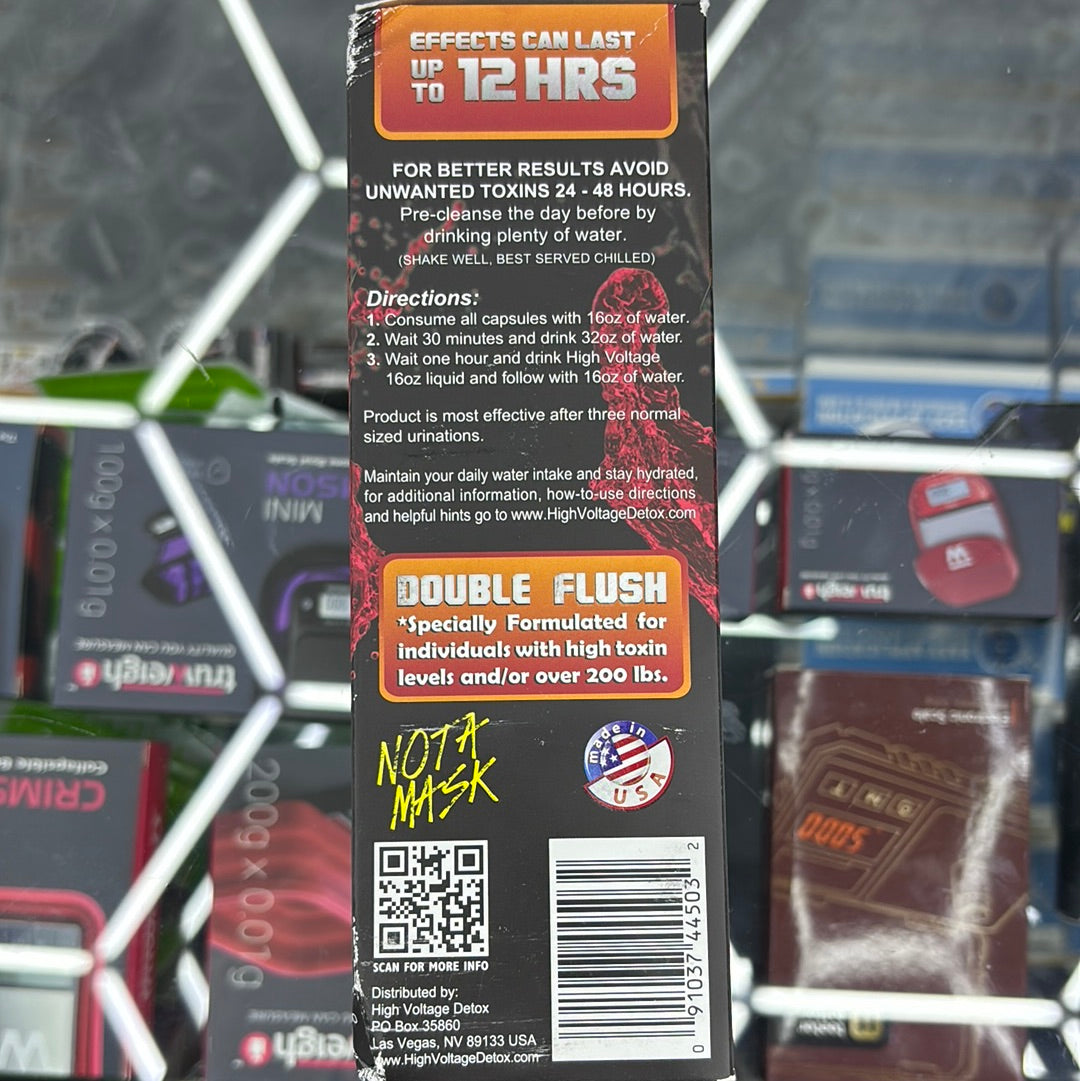 EFFECTS CAN LAST
UP TO 12 HRS
FOR BETTER RESULTS AVOID
UNWANTED TOXINS 24 - 48 HOURS.
Pre-cleanse the day before by
drinking plenty of water.
(SHAKE WELL, BEST SERVED CHILLED)
Directions:
1. Consume all capsules with 16oz of water.
2. Wait 30 minutes and drink 32oz of water.
3. Wait one hour and drink High Voltage
16oz liquid and follow with 16oz of water.
Product is most effective after three normal
sized urinations.
Maintain your daily water intake and stay hydrated,
for additional information, how-to-use directions
and helpful hints go to www.HighVoltageDetox.com
DOUBLE FLUSH
*Specially Formulated for
individuals with high toxin
levels and/or over 200 lbs.
NOT A
MASK
made in
USA
SCAN FOR MORE INFO
Distributed by:
High Voltage Detox
PO Box 35860
Las Vegas, NV 89133 USA
www.HighVoltageDetox.com
0 91037 44503 2
100g x 0.01g
MINI
truweigh
QUALITY YOU CAN MEASURE
CRIMS
200g x 0.01g
truweigh
truweigh